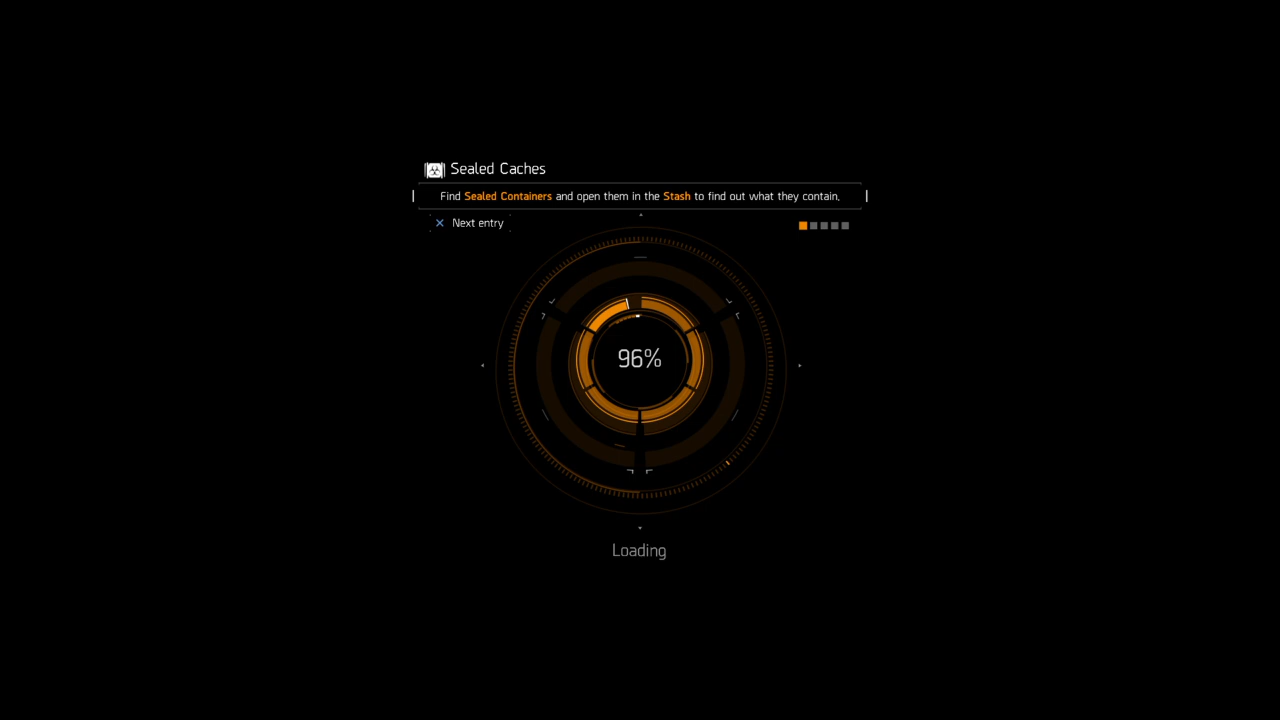 Sealed Caches
Find Sealed Containers and open them in the Stash to find out what they contain.
Next entry
96%
Loading